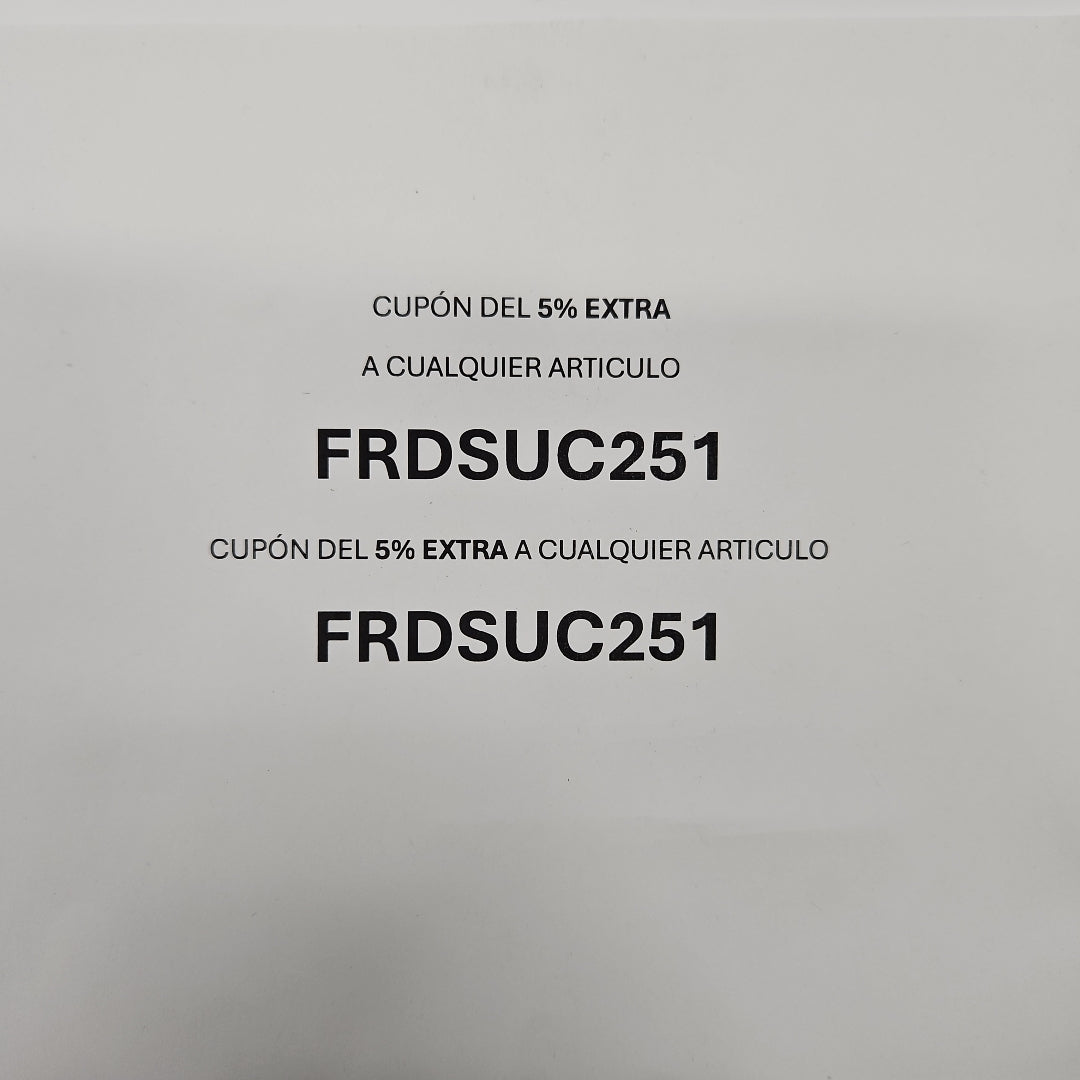 CUPÓN DEL 5% EXTRA
A CUALQUIER ARTICULO
FRDSUC251
CUPÓN DEL 5% EXTRA A CUALQUIER ARTICULO
FRDSUC251